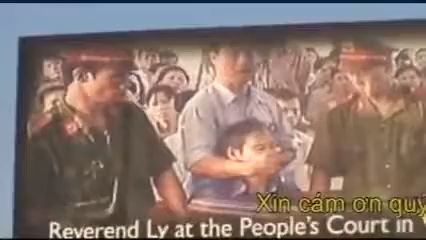 Xin cám ơn quý
Reverend Ly at the People's Court in